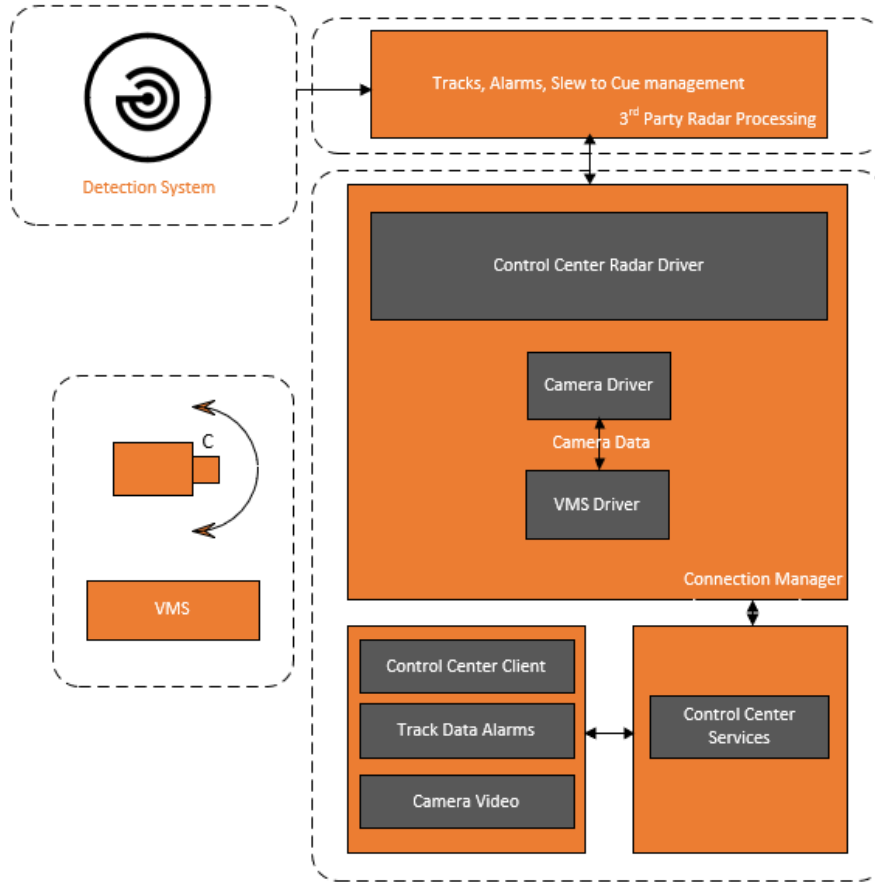 Tracks, Alarms, Slew to Cue management
3rd Party Radar Processing
Detection System
Control Center Radar Driver
Camera Driver
Camera Data
VMS Driver
Connection Manager
C
VMS
Control Center Client
Track Data Alarms
Camera Video
Control Center
Services